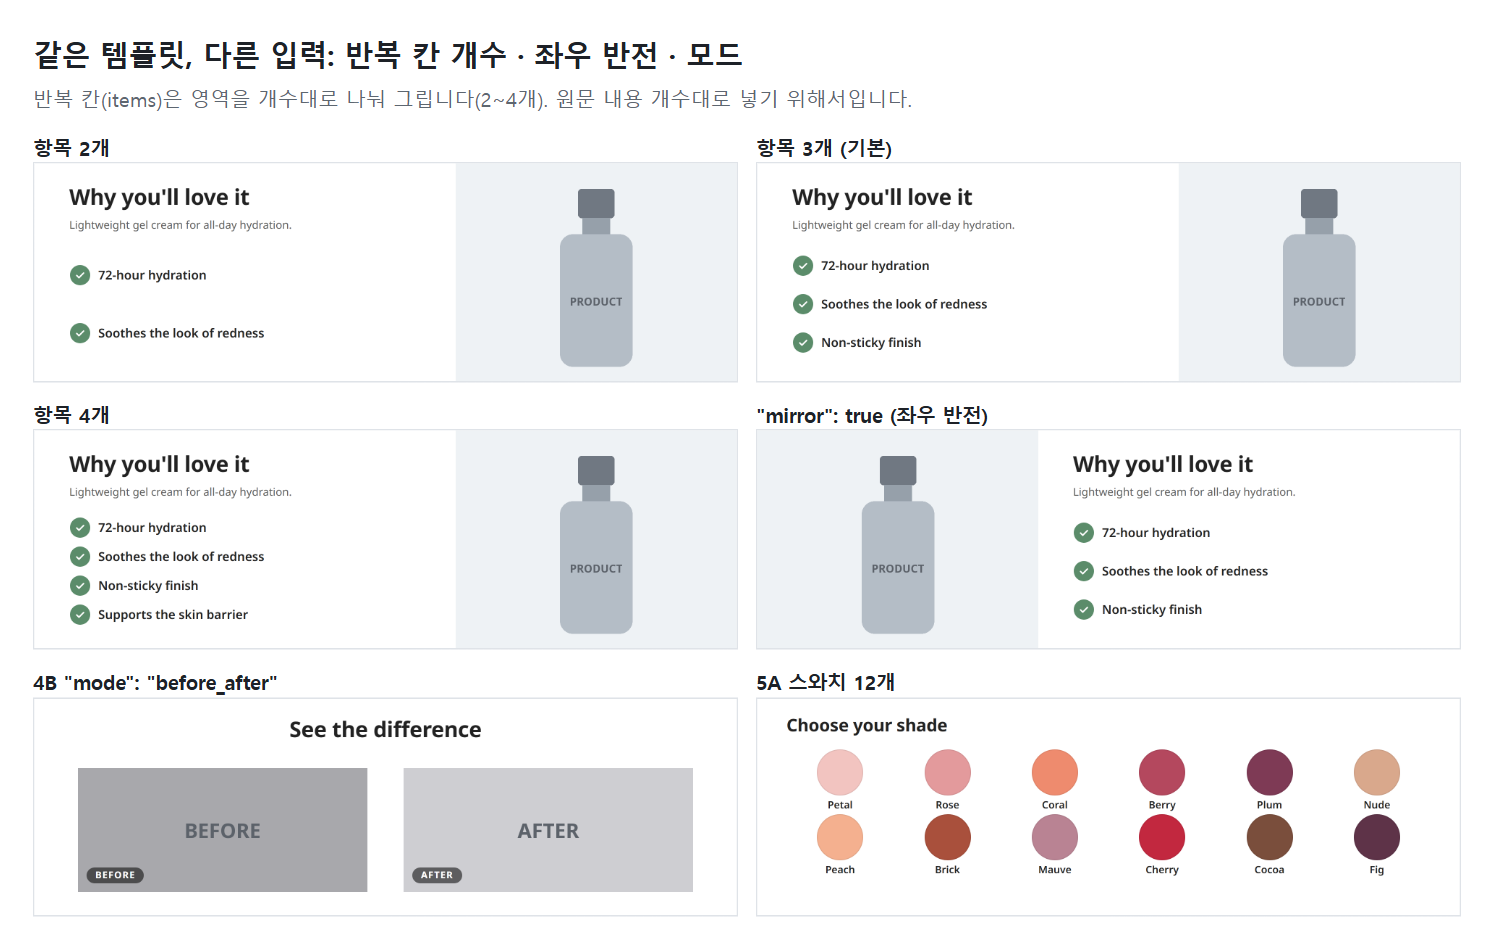 같은 템플릿, 다른 입력: 반복 칸 개수 · 좌우 반전 · 모드
반복 칸(items)은 영역을 개수대로 나눠 그립니다(2~4개). 원문 내용 개수대로 넣기 위해서입니다.
항목 2개
Why you'll love it
Lightweight gel cream for all-day hydration.
72-hour hydration
Soothes the look of redness
PRODUCT
항목 3개 (기본)
Why you'll love it
Lightweight gel cream for all-day hydration.
72-hour hydration
Soothes the look of redness
Non-sticky finish
PRODUCT
항목 4개
Why you'll love it
Lightweight gel cream for all-day hydration.
72-hour hydration
Soothes the look of redness
Non-sticky finish
Supports the skin barrier
PRODUCT
"mirror": true (좌우 반전)
PRODUCT
Why you'll love it
Lightweight gel cream for all-day hydration.
72-hour hydration
Soothes the look of redness
Non-sticky finish
4B "mode": "before_after"
See the difference
BEFORE
BEFORE
AFTER
AFTER
5A 스와치 12개
Choose your shade
Petal Rose Coral Berry Plum Nude
Peach Brick Mauve Cherry Cocoa Fig